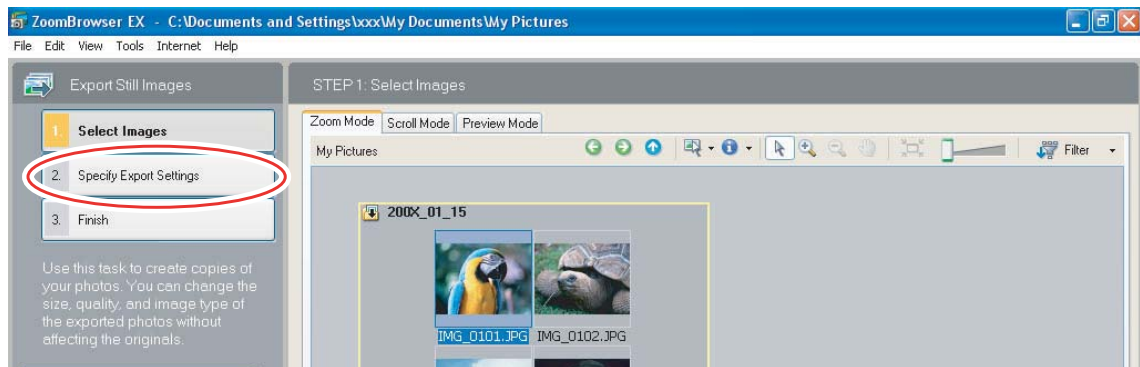 ZoomBrowser EX - C:\Documents and Settings\xxx\My Documents\My Pictures
File Edit View Tools Internet Help
Export Still Images
1. Select Images
2. Specify Export Settings
3. Finish
Use this task to create copies of
your photos. You can change the
size, quality, and image type of
the exported photos without
affecting the originals.
STEP 1: Select Images
Zoom Mode Scroll Mode Preview Mode
My Pictures Filter
200X_01_15
IMG_0101.JPG IMG_0102.JPG